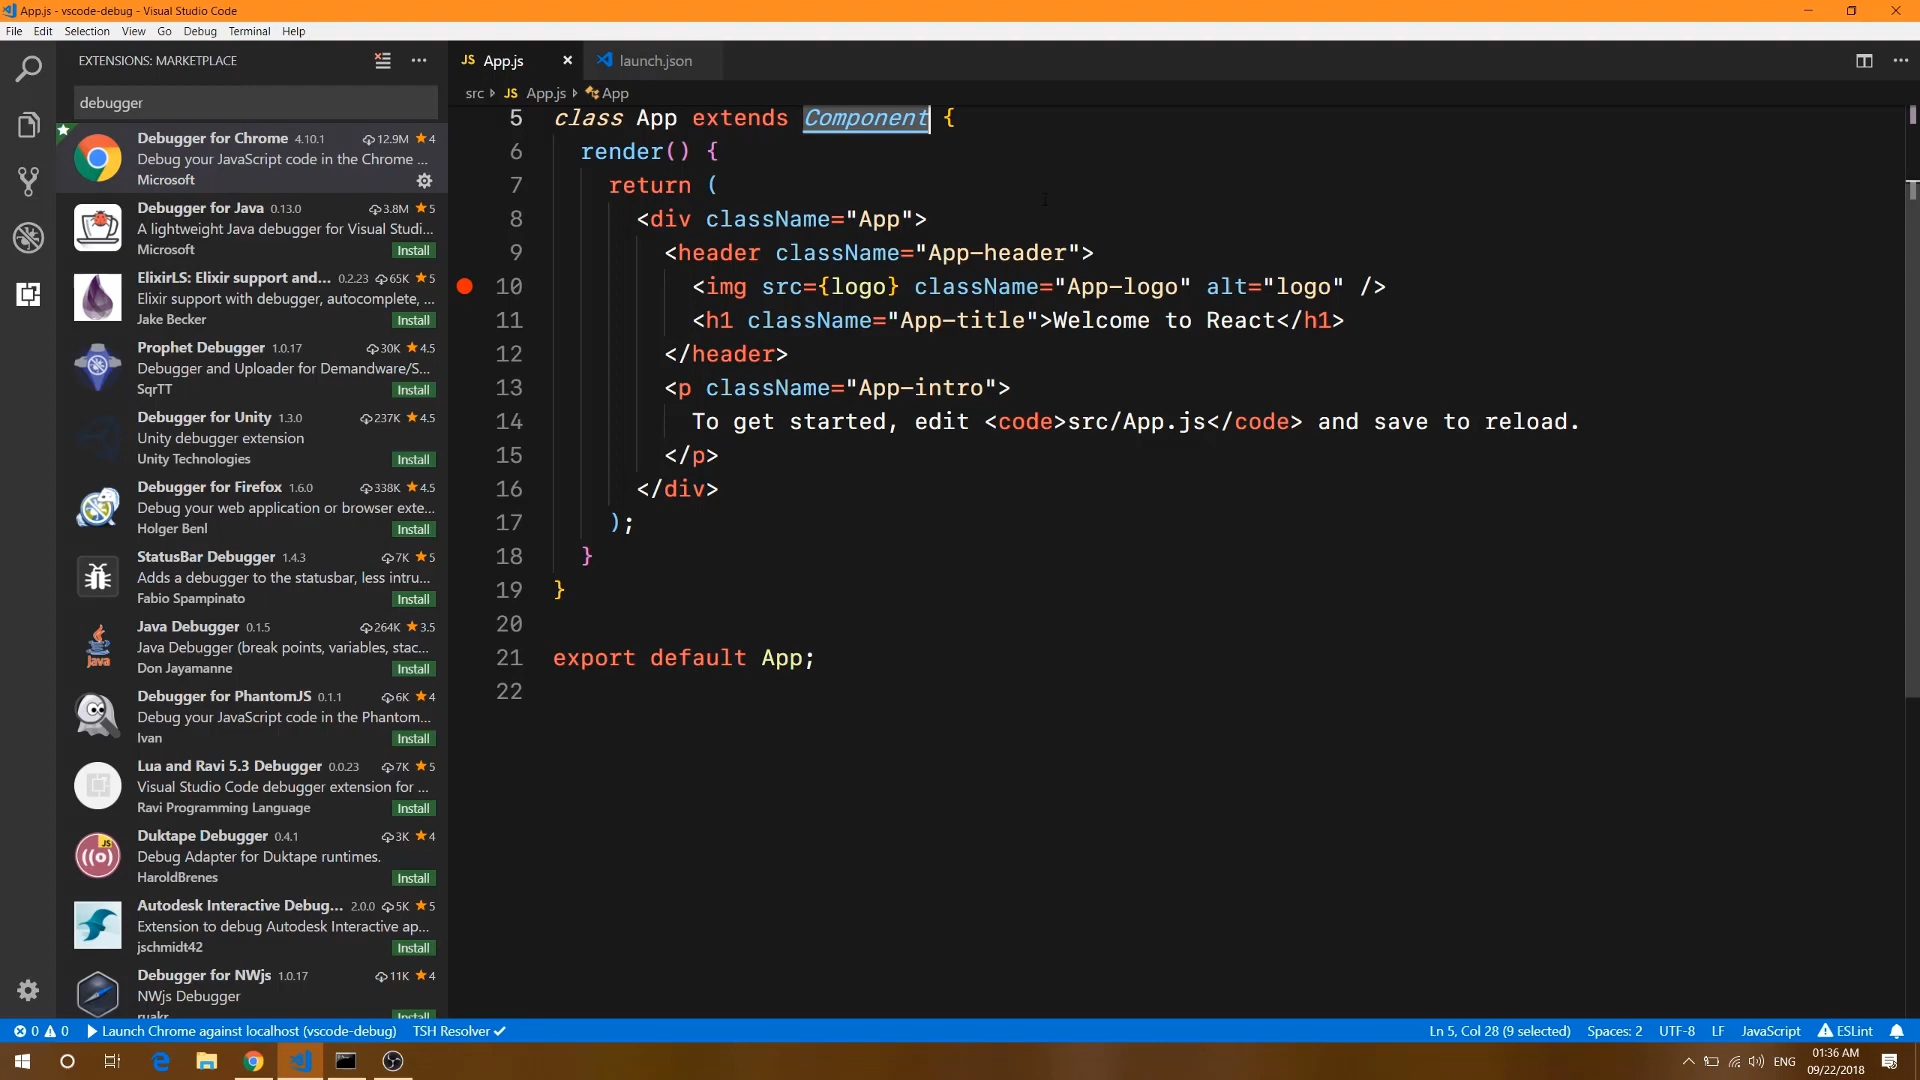 App.js - vscode-debug - Visual Studio Code
File Edit Selection View Go Debug Terminal Help
EXTENSIONS: MARKETPLACE
debugger
Debugger for Chrome 4.10.1 12.9M ★4
Debug your JavaScript code in the Chrome ...
Microsoft
Debugger for Java 0.13.0 3.8M ★5
A lightweight Java debugger for Visual Studi...
Microsoft Install
ElixirLS: Elixir support and... 0.2.23 65K ★5
Elixir support with debugger, autocomplete, ...
Jake Becker Install
Prophet Debugger 1.0.17 30K ★4.5
Debugger and Uploader for Demandware/S...
SqrTT Install
Debugger for Unity 1.3.0 237K ★4.5
Unity debugger extension
Unity Technologies Install
Debugger for Firefox 1.6.0 338K ★4.5
Debug your web application or browser exte...
Holger Benl Install
StatusBar Debugger 1.4.3 7K ★5
Adds a debugger to the statusbar, less intru...
Fabio Spampinato Install
Java Debugger 0.1.5 264K ★3.5
Java Debugger (break points, variables, stac...
Don Jayamanne Install
Debugger for PhantomJS 0.1.1 6K ★4
Debug your JavaScript code in the Phantom...
Ivan Install
Lua and Ravi 5.3 Debugger 0.0.23 7K ★5
Visual Studio Code debugger extension for ...
Ravi Programming Language Install
Duktape Debugger 0.4.1 3K ★4
Debug Adapter for Duktape runtimes.
HaroldBrenes Install
Autodesk Interactive Debug... 2.0.0 5K ★5
Extension to debug Autodesk Interactive ap...
jschmidt42 Install
Debugger for NWjs 1.0.17 11K ★4
NWjs Debugger
ruakr Install
JS App.js × launch.json
src JS App.js App
5 class App extends Component {
6 render() {
7 return (
8 <div className="App">
9 <header className="App-header">
10 <img src={logo} className="App-logo" alt="logo" />
11 <h1 className="App-title">Welcome to React</h1>
12 </header>
13 <p className="App-intro">
14 To get started, edit <code>src/App.js</code> and save to reload.
15 </p>
16 </div>
17 );
18 }
19 }
20
21 export default App;
22
0 0 Launch Chrome against localhost (vscode-debug) TSH Resolver ✓ Ln 5, Col 28 (9 selected) Spaces: 2 UTF-8 LF JavaScript ESLint
ENG 01:36 AM
09/22/2018